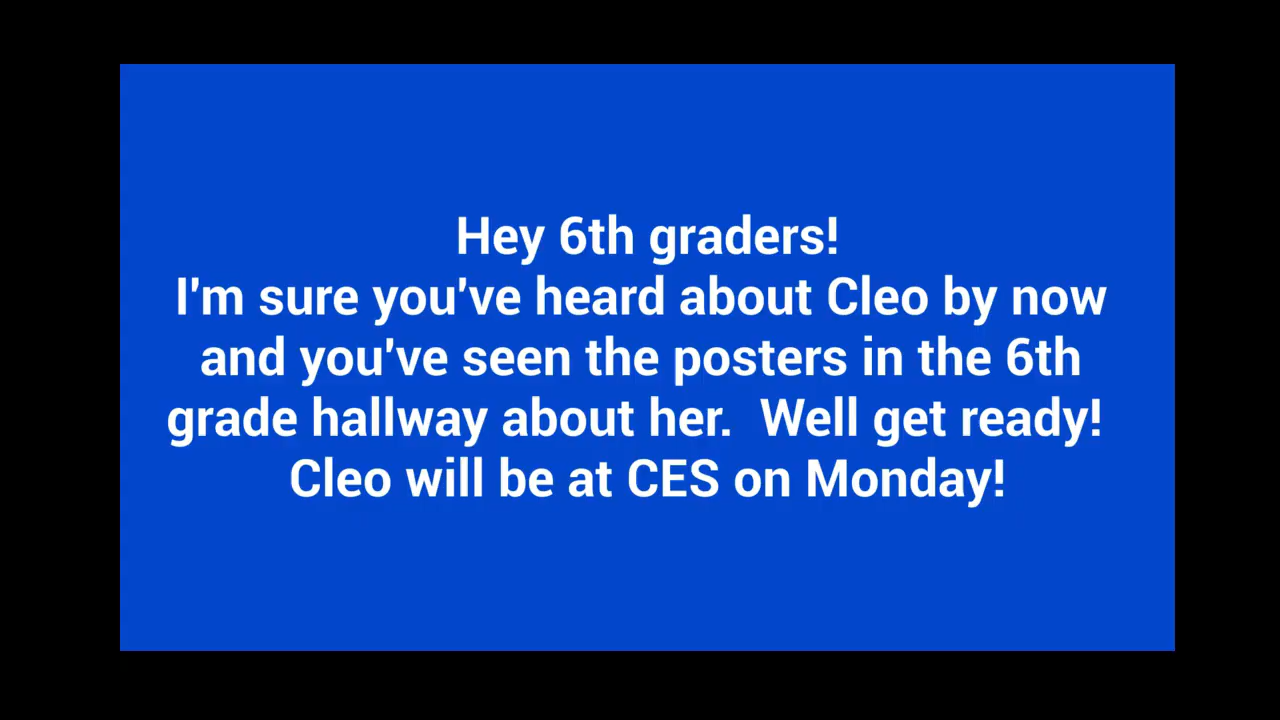 Hey 6th graders!
I'm sure you've heard about Cleo by now
and you've seen the posters in the 6th
grade hallway about her.  Well get ready!
Cleo will be at CES on Monday!